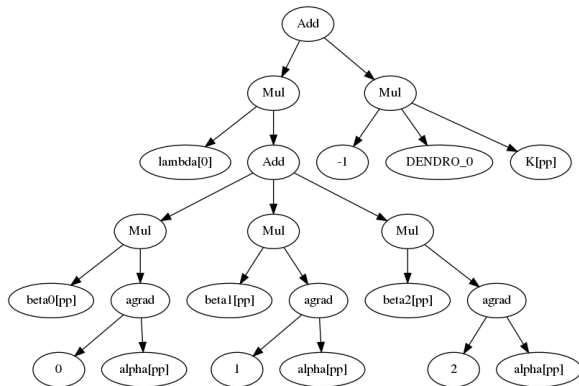 Add
Mul Mul
lambda[0] Add -1 DENDRO_0 K[pp]
Mul Mul Mul
beta0[pp] agrad beta1[pp] agrad beta2[pp] agrad
0 alpha[pp] 1 alpha[pp] 2 alpha[pp]